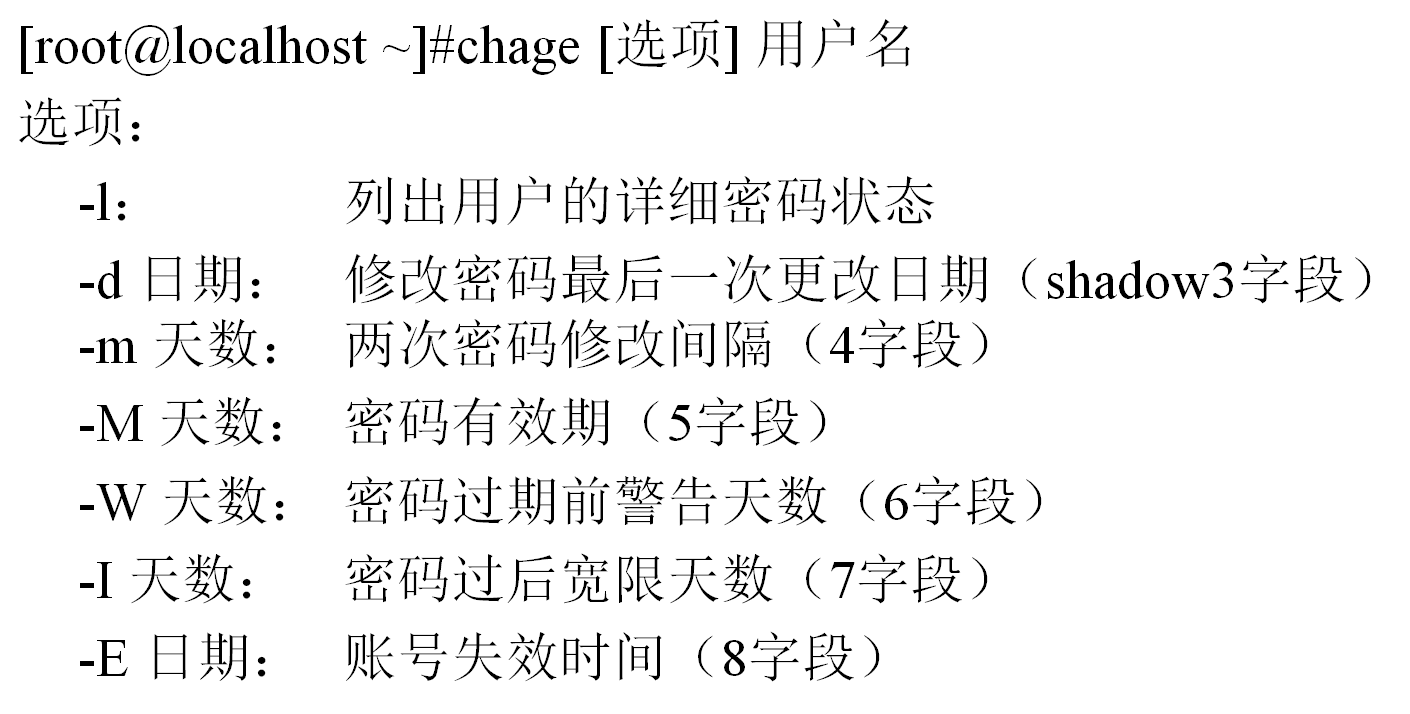 [root@localhost ~]#chage [选项] 用户名
选项：
-l： 列出用户的详细密码状态
-d 日期： 修改密码最后一次更改日期（shadow3字段）
-m 天数： 两次密码修改间隔（4字段）
-M 天数： 密码有效期（5字段）
-W 天数： 密码过期前警告天数（6字段）
-I 天数： 密码过后宽限天数（7字段）
-E 日期： 账号失效时间（8字段）